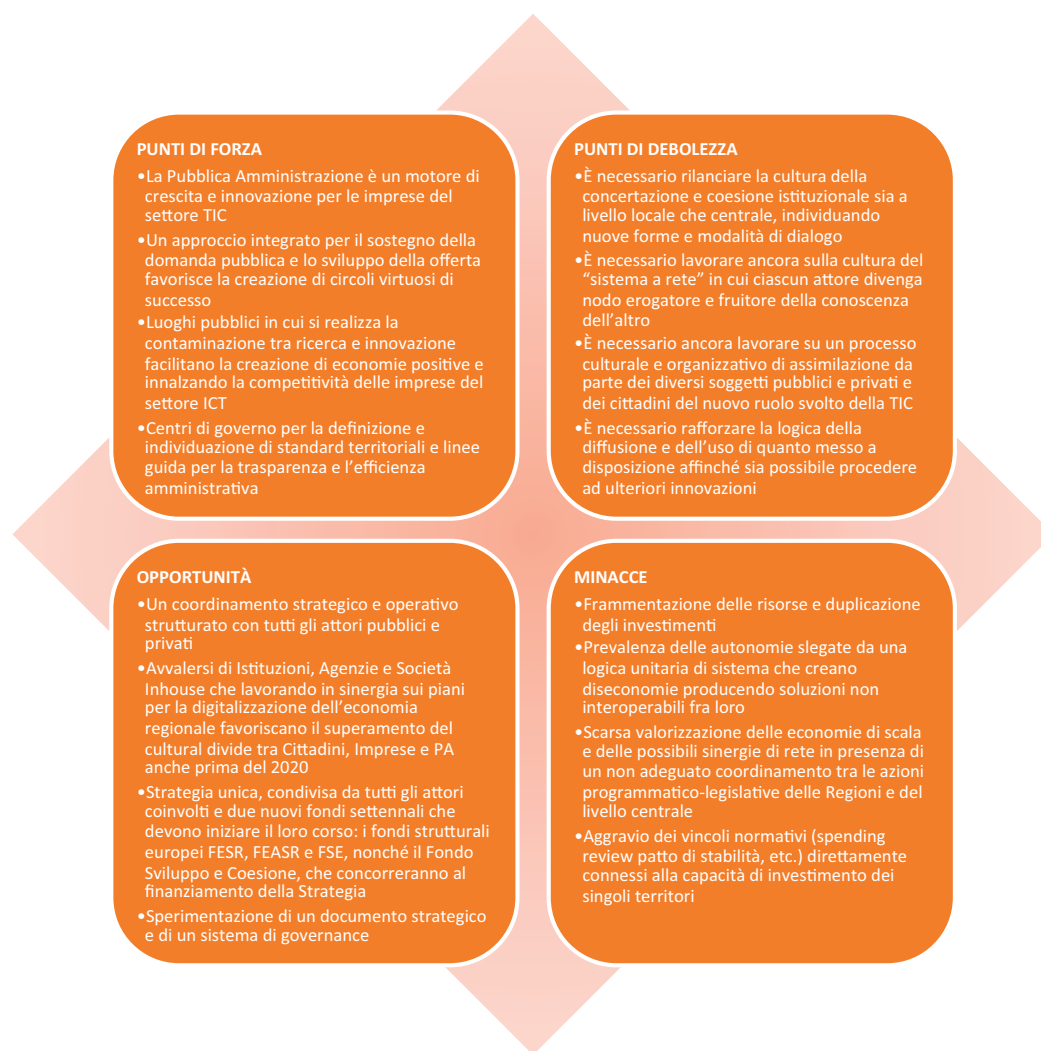 PUNTI DI FORZA
•La Pubblica Amministrazione è un motore di
crescita e innovazione per le imprese del
settore TIC
•Un approccio integrato per il sostegno della
domanda pubblica e lo sviluppo della offerta
favorisce la creazione di circoli virtuosi di
successo
•Luoghi pubblici in cui si realizza la
contaminazione tra ricerca e innovazione
facilitano la creazione di economie positive e
innalzando la competitività delle imprese del
settore ICT
•Centri di governo per la definizione e
individuazione di standard territoriali e linee
guida per la trasparenza e l’efficienza
amministrativa
PUNTI DI DEBOLEZZA
•È necessario rilanciare la cultura della
concertazione e coesione istituzionale sia a
livello locale che centrale, individuando
nuove forme e modalità di dialogo
•È necessario lavorare ancora sulla cultura del
“sistema a rete” in cui ciascun attore divenga
nodo erogatore e fruitore della conoscenza
dell’altro
•È necessario ancora lavorare su un processo
culturale e organizzativo di assimilazione da
parte dei diversi soggetti pubblici e privati e
dei cittadini del nuovo ruolo svolto della TIC
•È necessario rafforzare la logica della
diffusione e dell’uso di quanto messo a
disposizione affinché sia possibile procedere
ad ulteriori innovazioni
OPPORTUNITÀ
•Un coordinamento strategico e operativo
strutturato con tutti gli attori pubblici e
privati
•Avvalersi di Istituzioni, Agenzie e Società
Inhouse che lavorando in sinergia sui piani
per la digitalizzazione dell’economia
regionale favoriscano il superamento del
cultural divide tra Cittadini, Imprese e PA
anche prima del 2020
•Strategia unica, condivisa da tutti gli attori
coinvolti e due nuovi fondi settennali che
devono iniziare il loro corso: i fondi strutturali
europei FESR, FEASR e FSE, nonché il Fondo
Sviluppo e Coesione, che concorreranno al
finanziamento della Strategia
•Sperimentazione di un documento strategico
e di un sistema di governance
MINACCE
•Frammentazione delle risorse e duplicazione
degli investimenti
•Prevalenza delle autonomie slegate da una
logica unitaria di sistema che creano
diseconomie producendo soluzioni non
interoperabili fra loro
•Scarsa valorizzazione delle economie di scala
e delle possibili sinergie di rete in presenza di
un non adeguato coordinamento tra le azioni
programmatico-legislative delle Regioni e del
livello centrale
•Aggravio dei vincoli normativi (spending
review patto di stabilità, etc.) direttamente
connessi alla capacità di investimento dei
singoli territori